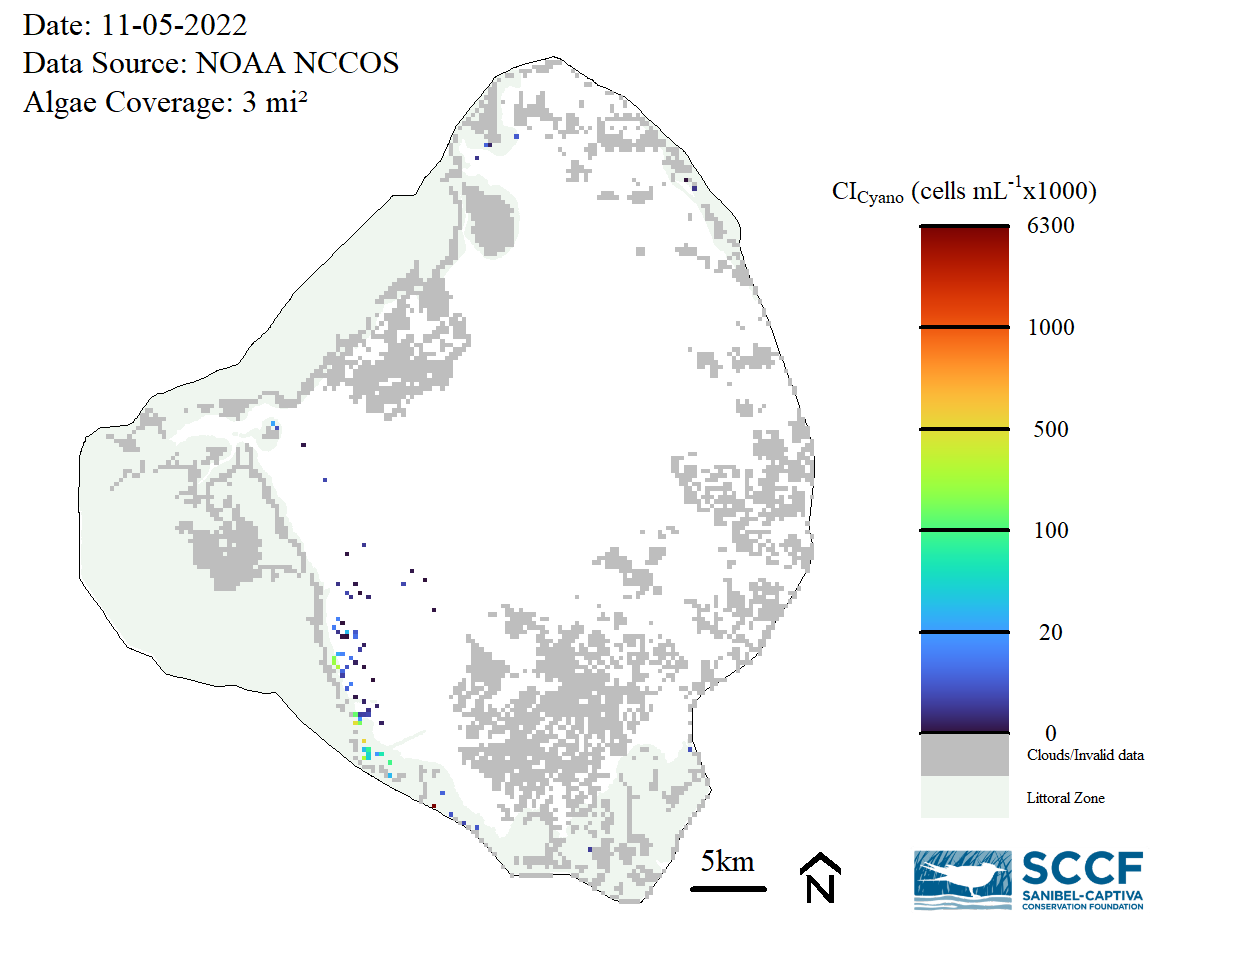 Date: 11-05-2022
Data Source: NOAA NCCOS
Algae Coverage: 3 mi²
CICyano (cells mL-1x1000)
6300
1000
500
100
20
0
Clouds/Invalid data
Littoral Zone
5km
N
SCCF
SANIBEL-CAPTIVA
CONSERVATION FOUNDATION